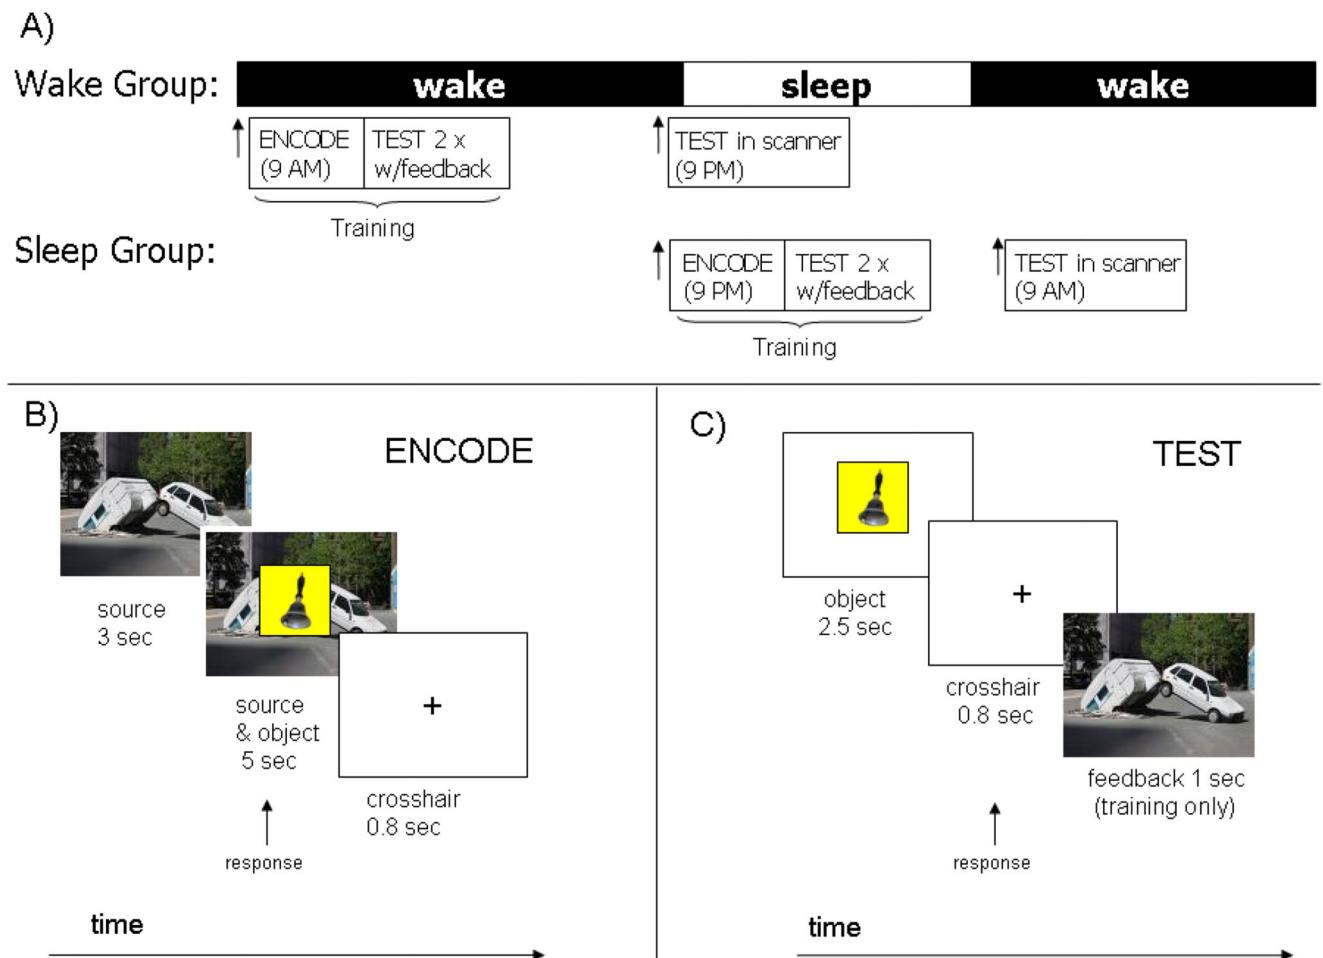 A)
Wake Group:
wake
sleep
wake
ENCODE
(9 AM)
TEST 2 x
w/feedback
TEST in scanner
(9 PM)
Training
Sleep Group:
ENCODE
(9 PM)
TEST 2 x
w/feedback
TEST in scanner
(9 AM)
Training
B)
ENCODE
source
3 sec
source
& object
5 sec
+
crosshair
0.8 sec
response
time
C)
TEST
object
2.5 sec
+
crosshair
0.8 sec
feedback 1 sec
(training only)
response
time